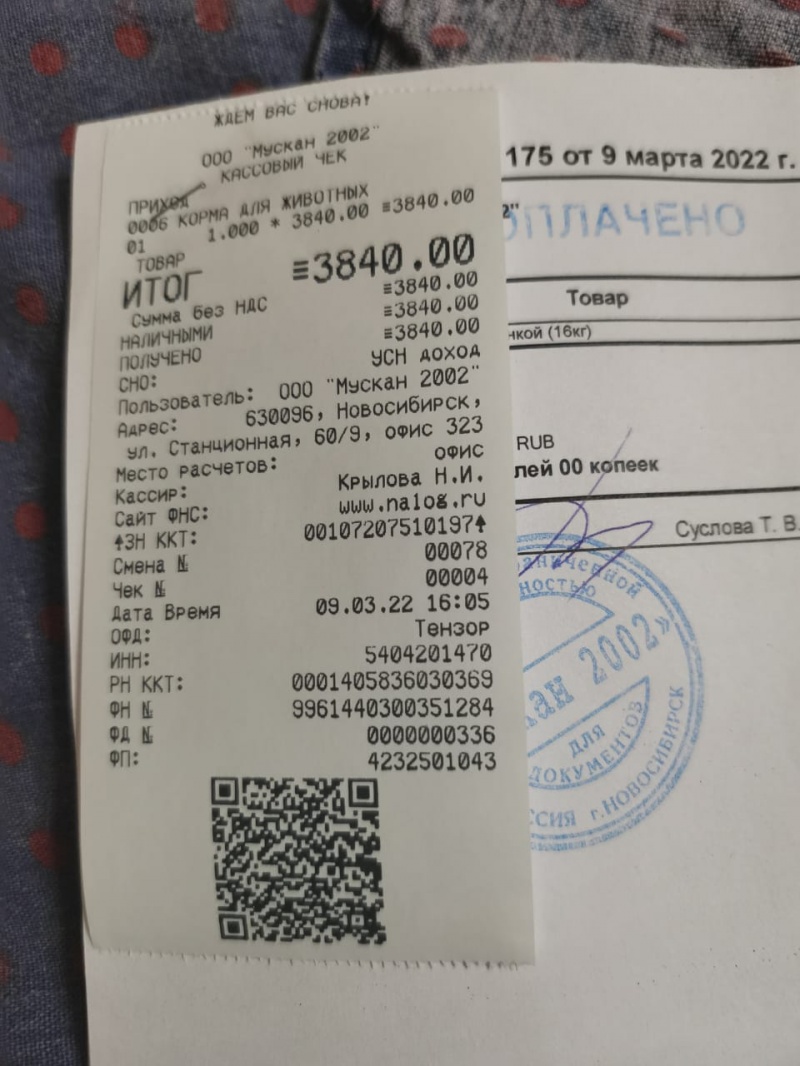 ЖДЕМ ВАС СНОВА!
ООО "Мускан 2002"
КАССОВЫЙ ЧЕК
ПРИХОД
0006 КОРМА ДЛЯ ЖИВОТНЫХ
01 1.000 * 3840.00 ≡3840.00
ТОВАР
ИТОГ ≡3840.00
Сумма без НДС ≡3840.00
НАЛИЧНЫМИ ≡3840.00
ПОЛУЧЕНО ≡3840.00
СНО: УСН доход
Пользователь: ООО "Мускан 2002"
Адрес: 630096, Новосибирск,
ул. Станционная, 60/9, офис 323
Место расчетов: офис
Кассир: Крылова Н.И.
Сайт ФНС: www.nalog.ru
↑ЗН ККТ: 00107207510197↑
Смена № 00078
Чек № 00004
Дата Время 09.03.22 16:05
ОФД: Тензор
ИНН: 5404201470
РН ККТ: 0001405836030369
ФН № 9961440300351284
ФД № 0000000336
ФП: 4232501043
175 от 9 марта 2022 г.
2"
ОПЛАЧЕНО
Товар
нкой (16кг)
RUB
лей 00 копеек
Суслова Т. В.
аниченной
ностью
кан 2002»
ДЛЯ
ДОКУМЕНТОВ
ССИЯ г.НОВОСИБИРСК